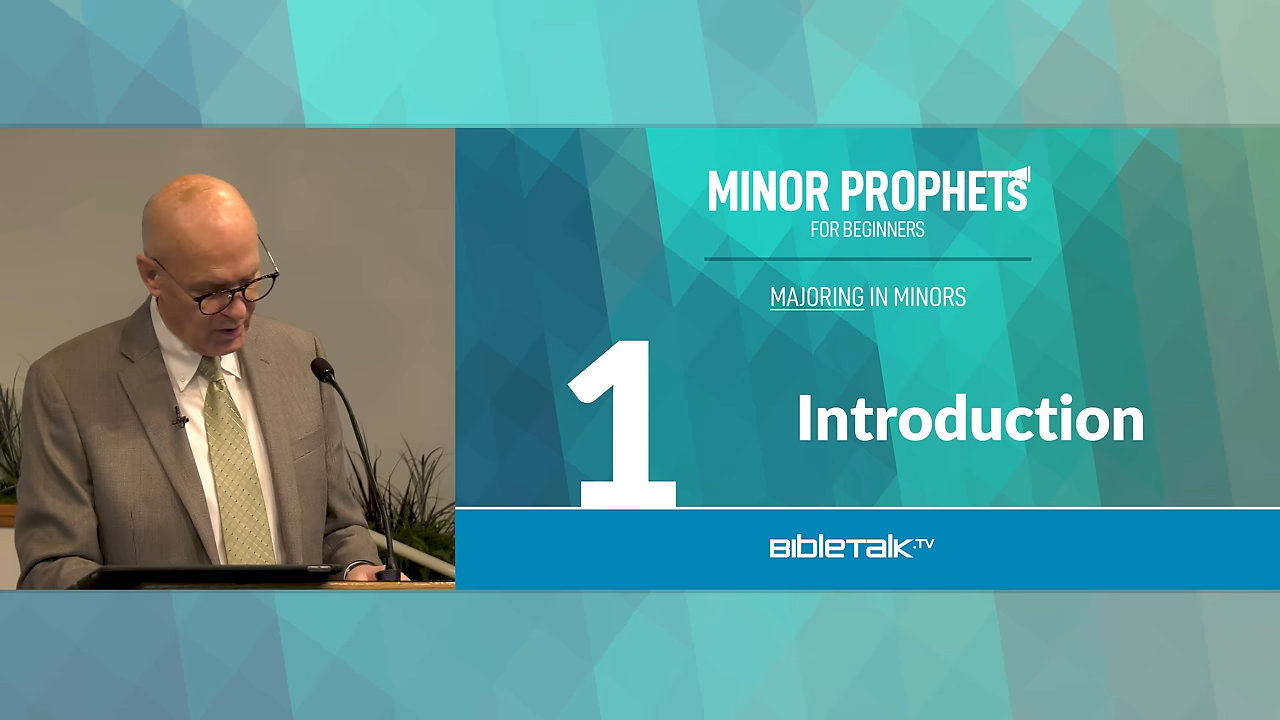 MINOR PROPHETS
FOR BEGINNERS
MAJORING IN MINORS
1
Introduction
BIBLETALK.TV